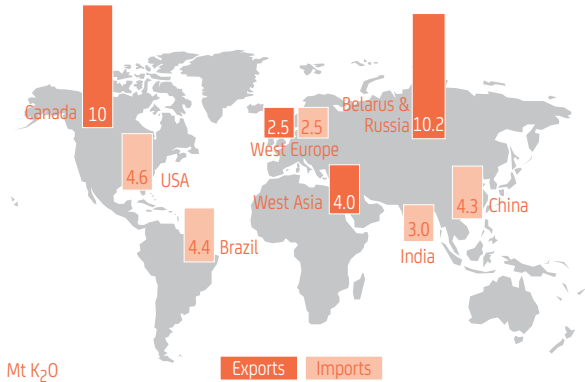 Canada 10
Belarus &
Russia 10.2
2.5 2.5
West Europe
4.6 USA
West Asia 4.0
4.3 China
3.0
India
4.4 Brazil
Mt K₂O
Exports Imports